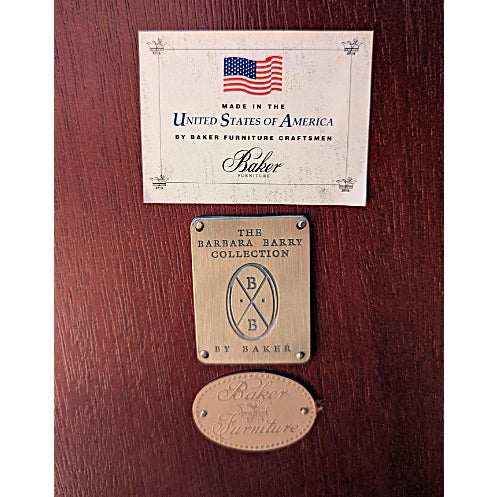 MADE IN THE
UNITED STATES OF AMERICA
BY BAKER FURNITURE CRAFTSMEN
Baker
FURNITURE
THE
BARBARA BARRY
COLLECTION
B
B
BY BAKER
Baker
Furniture